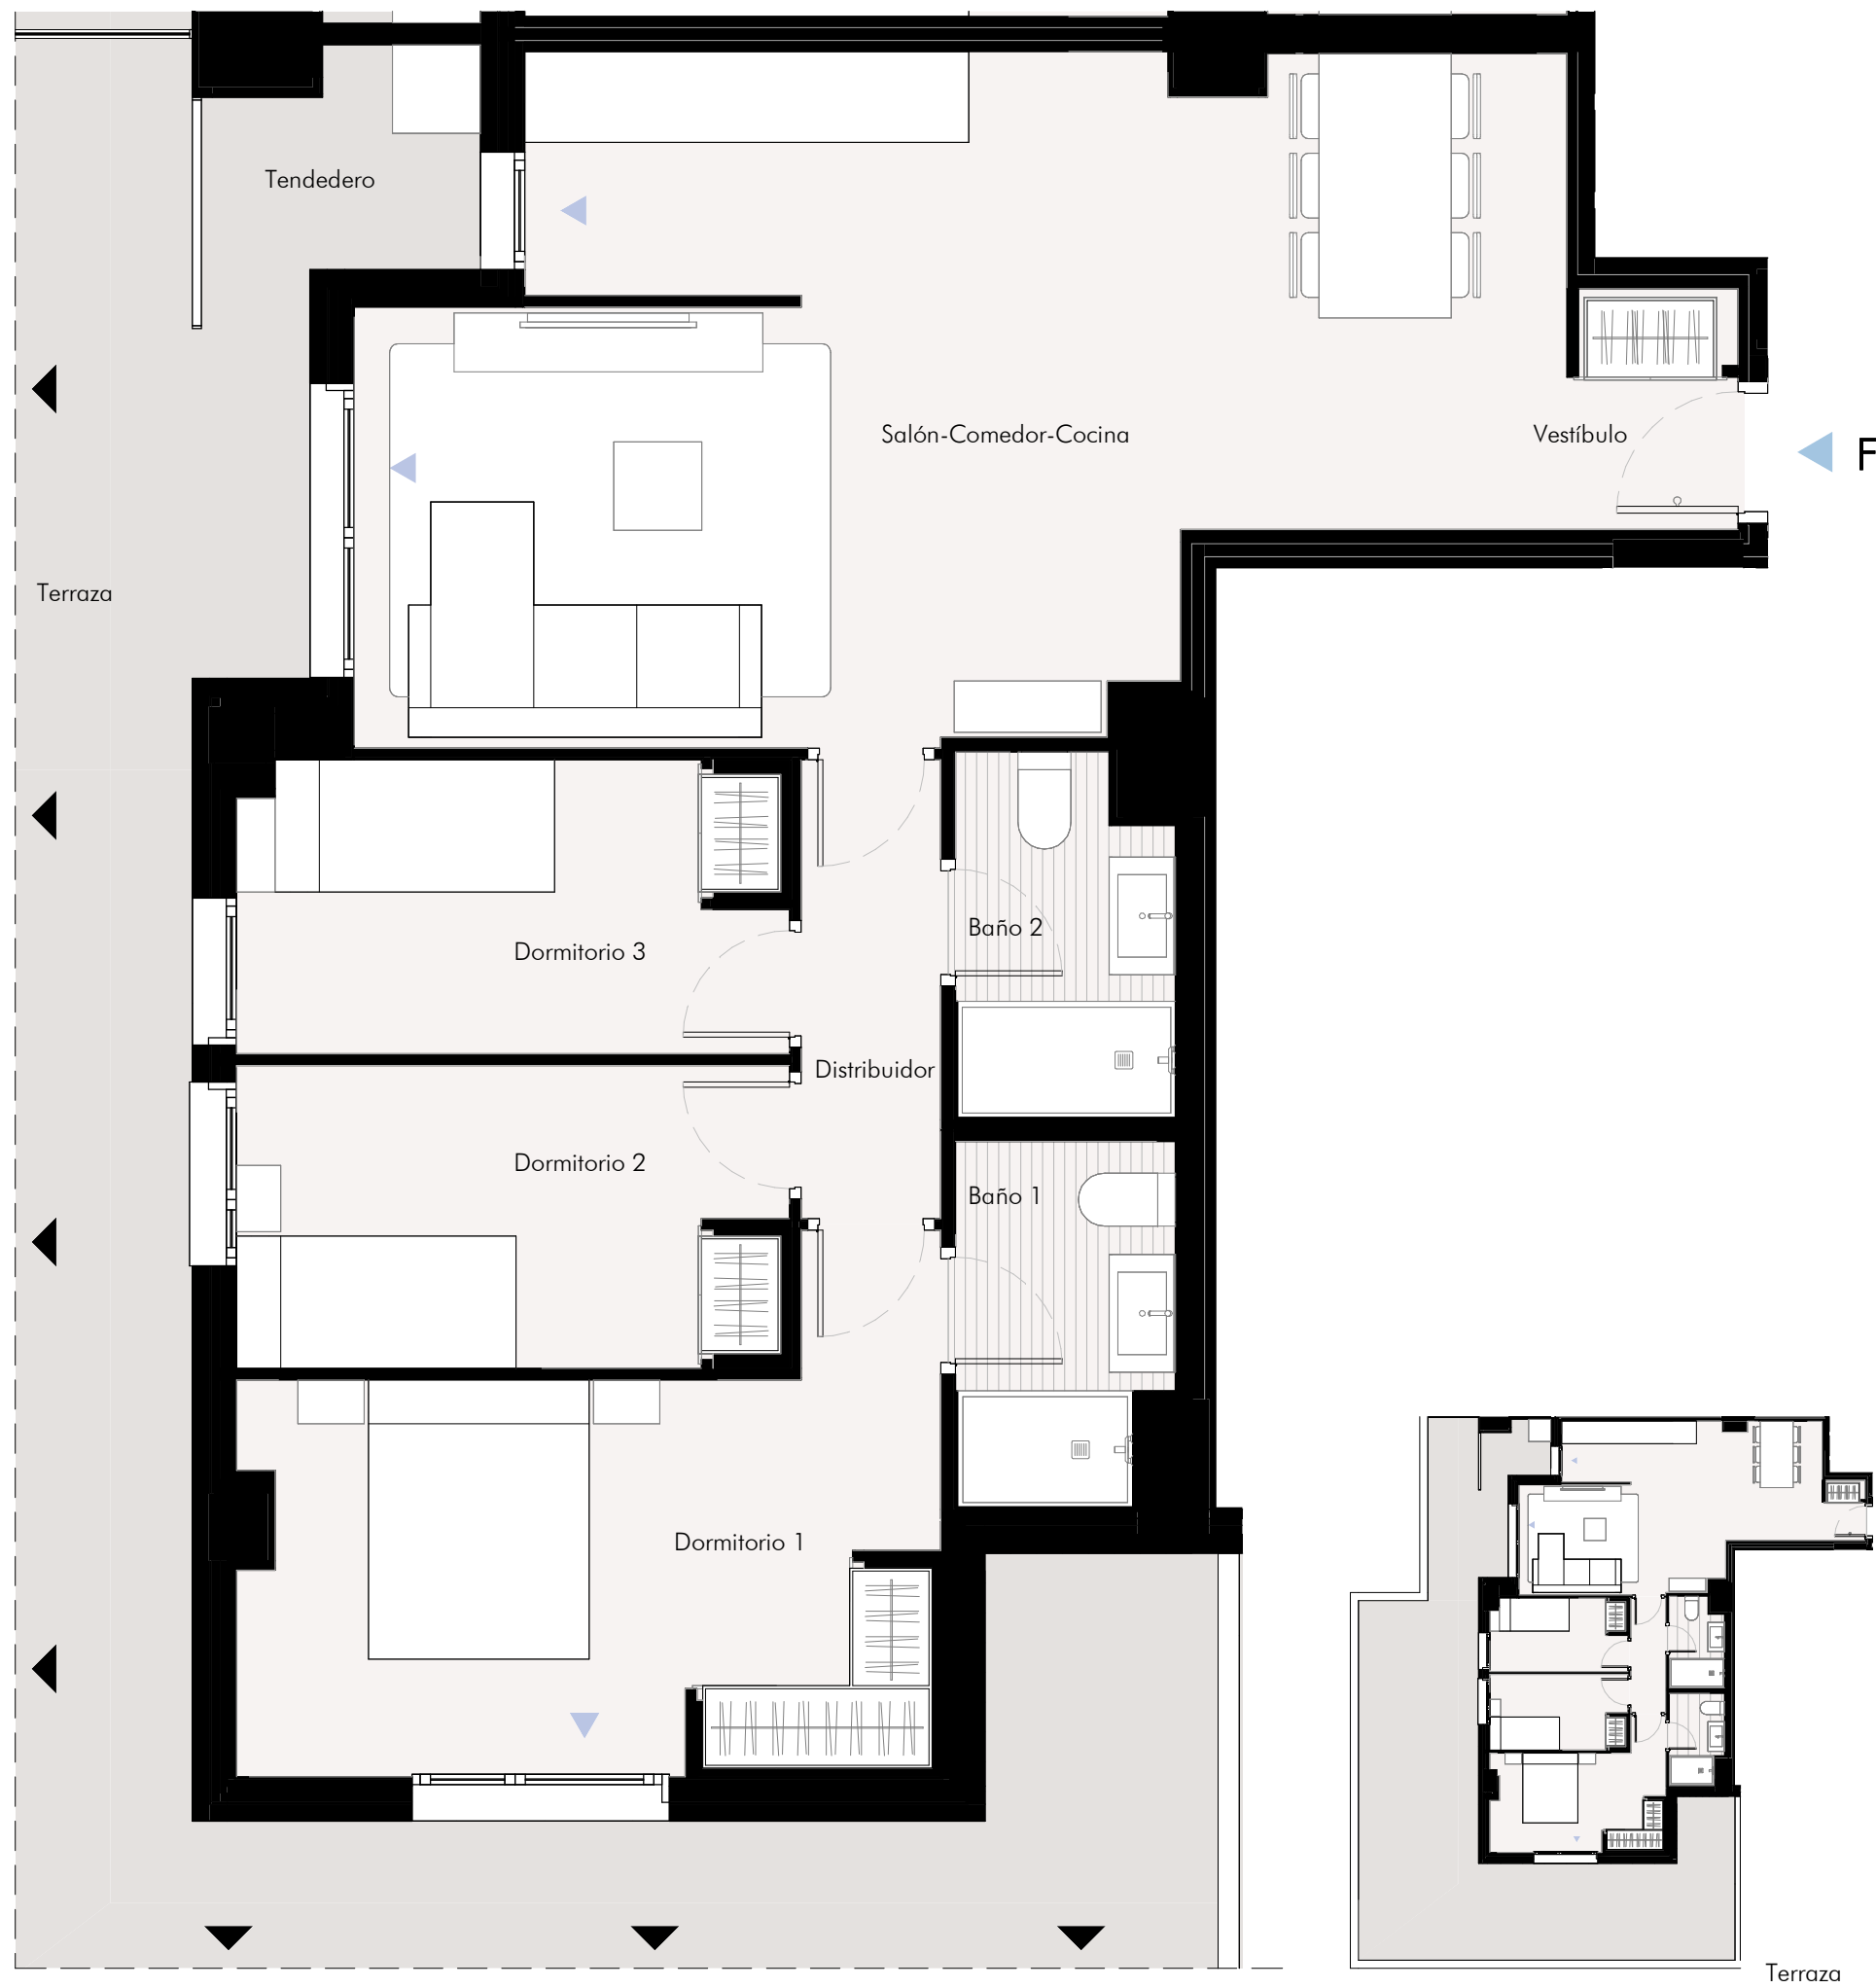 Tendedero
Salón-Comedor-Cocina
Vestíbulo
F
Terraza
Dormitorio 3
Baño 2
Distribuidor
Dormitorio 2
Baño 1
Dormitorio 1
Terraza